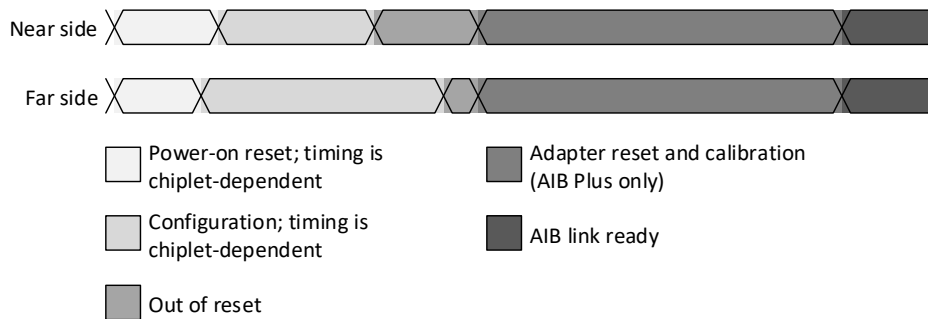 Near side
Far side
Power-on reset; timing is
chiplet-dependent
Configuration; timing is
chiplet-dependent
Out of reset
Adapter reset and calibration
(AIB Plus only)
AIB link ready